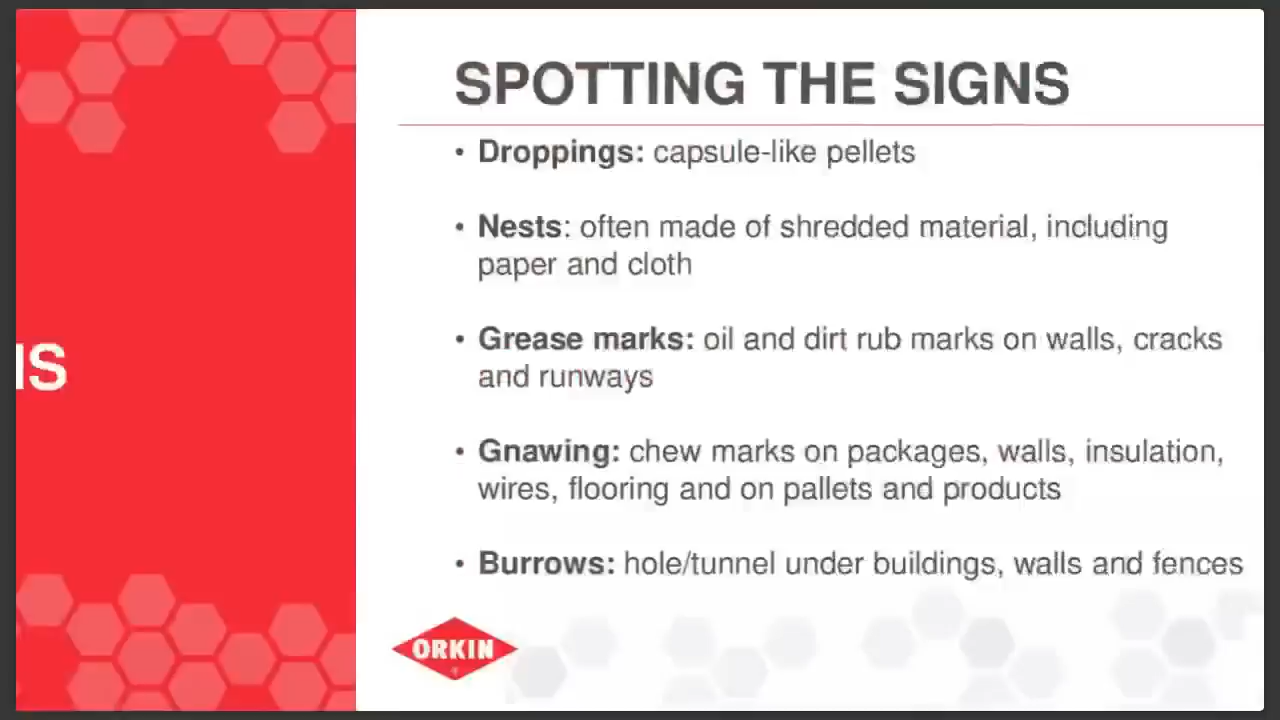 SPOTTING THE SIGNS
• Droppings: capsule-like pellets
• Nests: often made of shredded material, including
paper and cloth
• Grease marks: oil and dirt rub marks on walls, cracks
and runways
• Gnawing: chew marks on packages, walls, insulation,
wires, flooring and on pallets and products
• Burrows: hole/tunnel under buildings, walls and fences
ORKIN